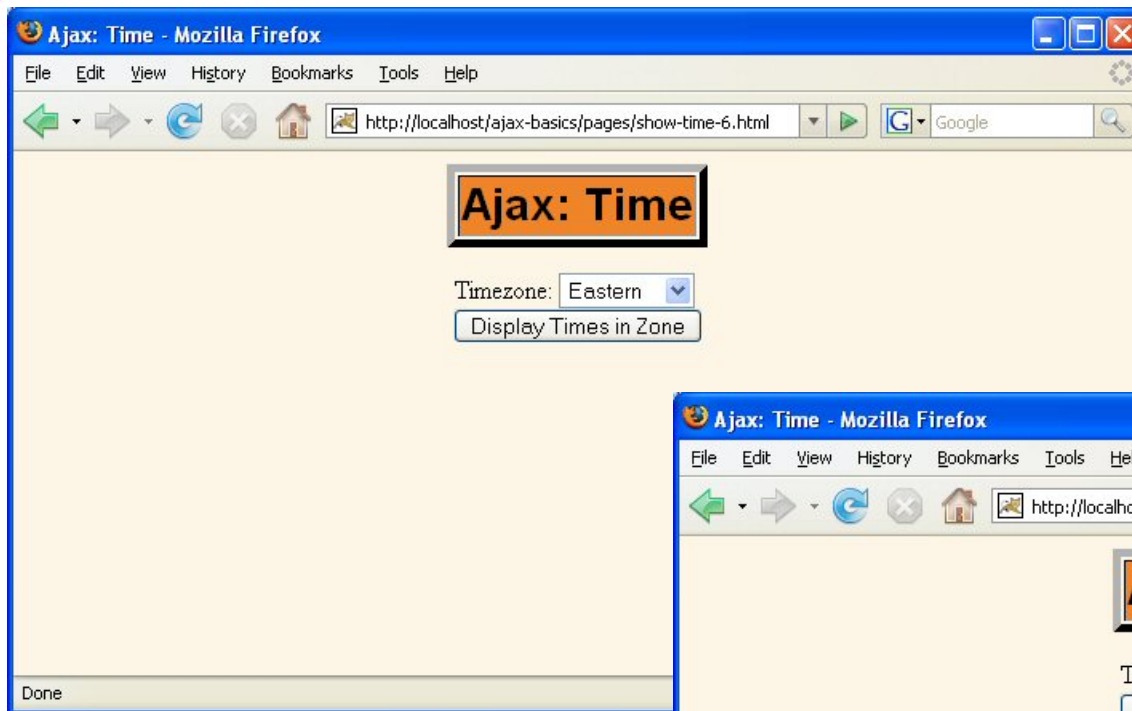 Ajax: Time - Mozilla Firefox
File Edit View History Bookmarks Tools Help
http://localhost/ajax-basics/pages/show-time-6.html G Google
Ajax: Time
Timezone: Eastern
Display Times in Zone
Done
Ajax: Time - Mozilla Firefox
File Edit View History Bookmarks Tools
http://localho